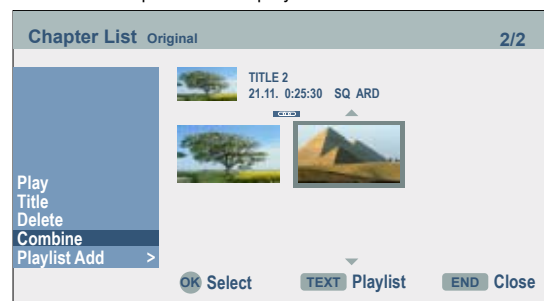 Chapter List Original 2/2
TITLE 2
21.11. 0:25:30 SQ ARD
Play
Title
Delete
Combine
Playlist Add >
OK Select TEXT Playlist END Close